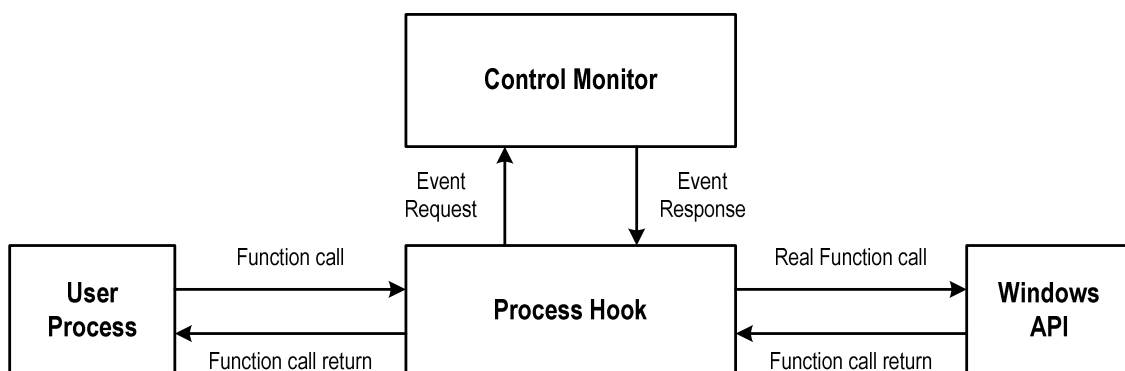 Control Monitor
Event
Request
Event
Response
Function call
Real Function call
User
Process
Process Hook
Windows
API
Function call return
Function call return